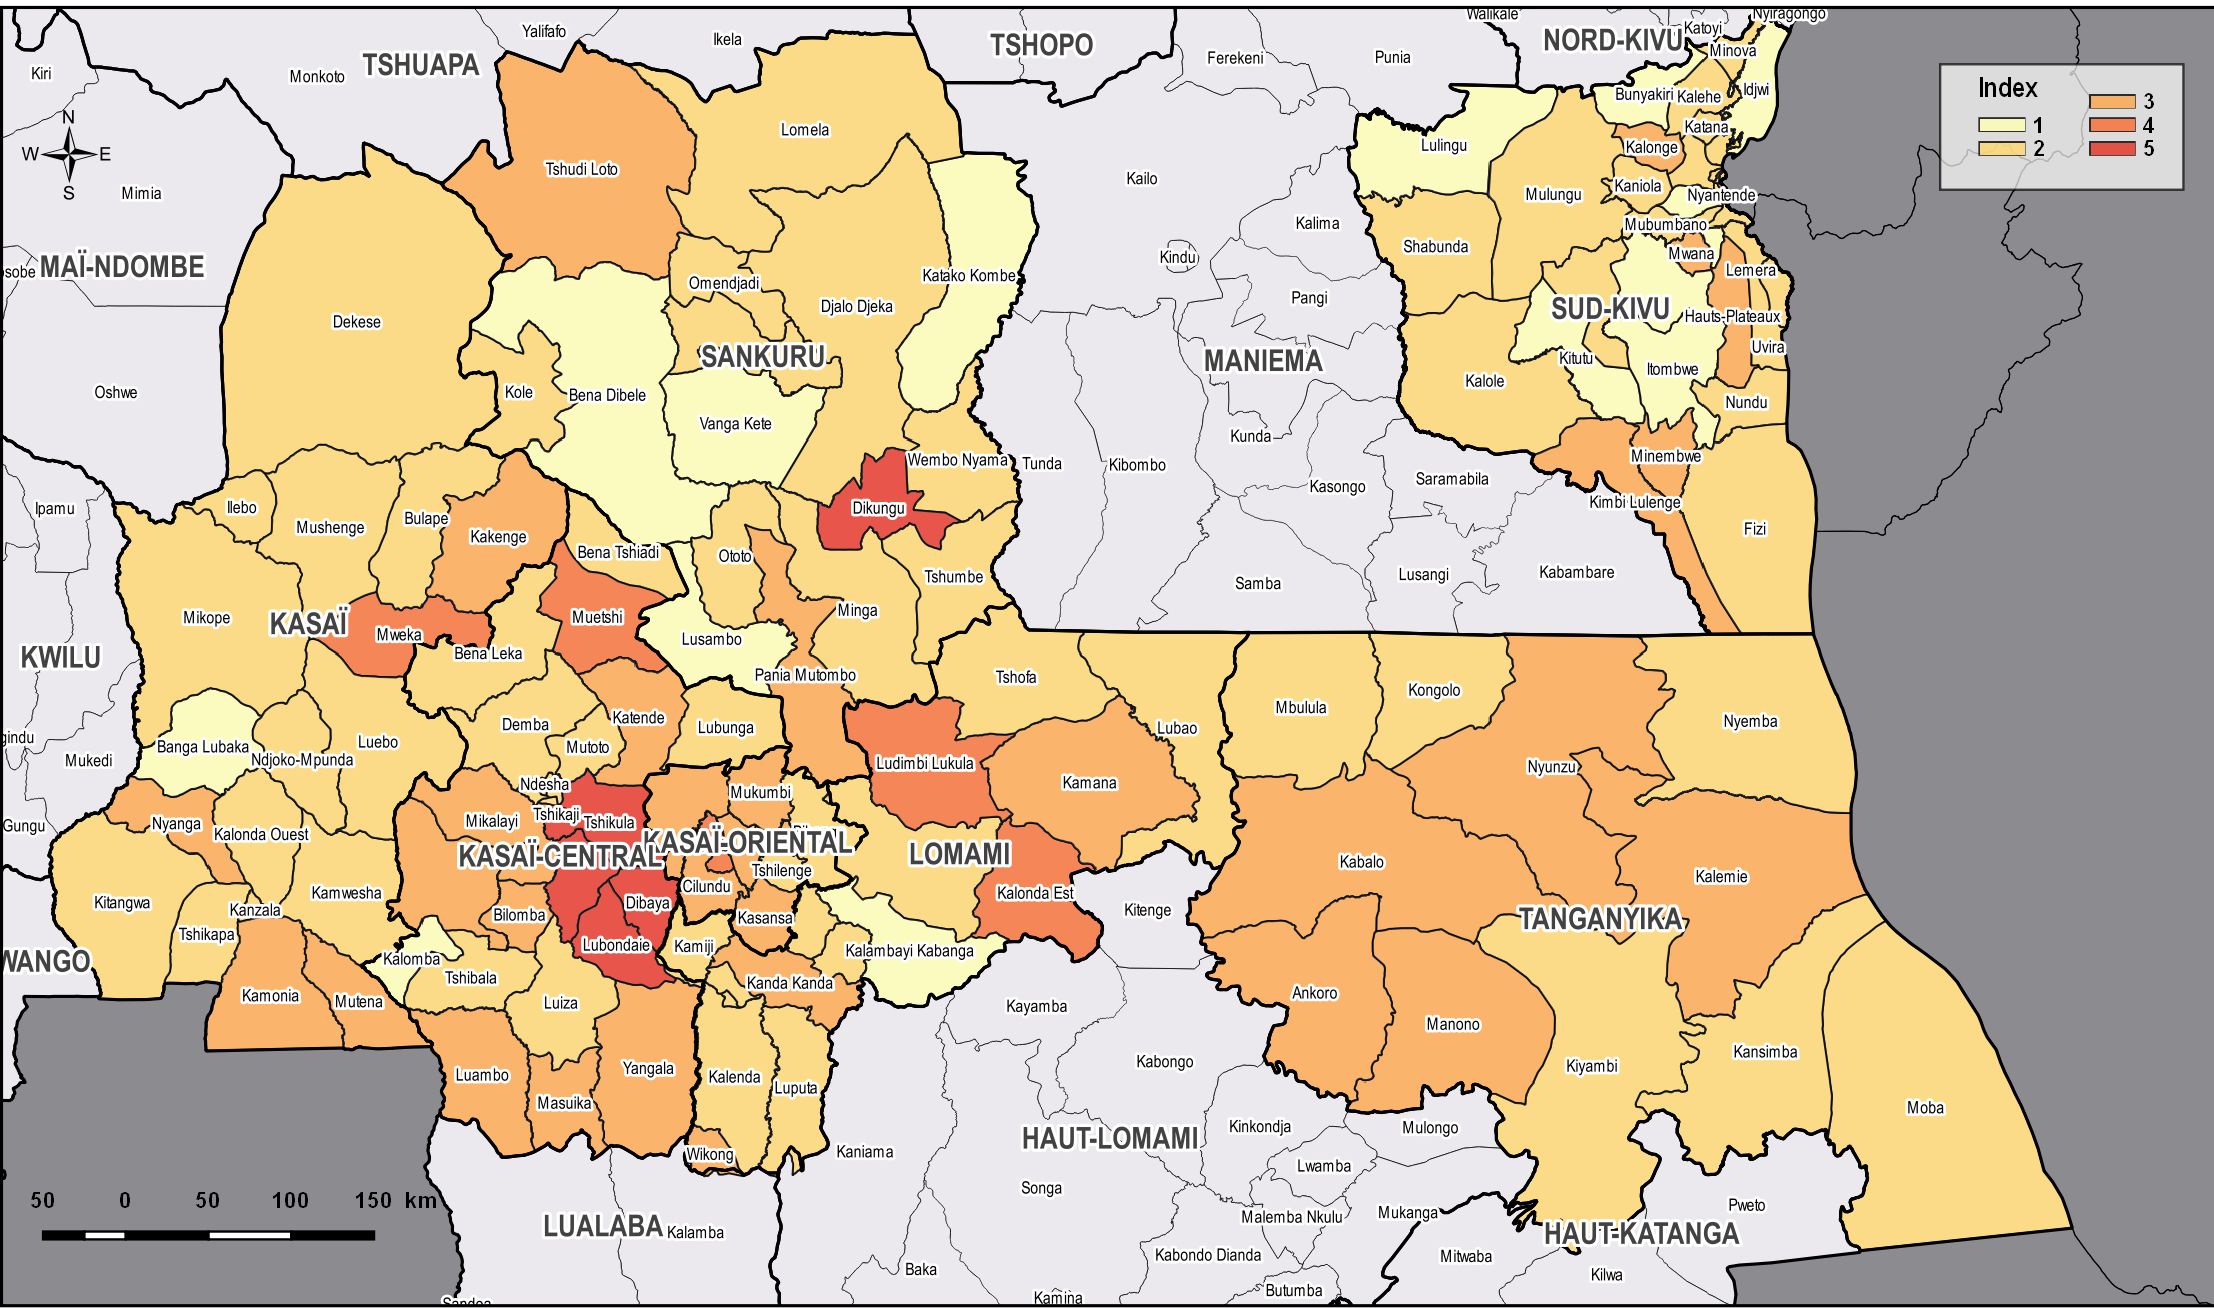 Yalifafo
Ikela
TSHUAPA
Monkoto
Kiri
TSHOPO
Ferekeni
Punia
Walikale
NORD-KIVU
Katoyi
Nyiragongo
Minova
Idjwi
Bunyakiri
Kalehe
Katana
Index
1
2
3
4
5
N
W
E
S
Mimia
Tshudi Loto
Lomela
Kailo
Lulingu
Kalonge
Kaniola
Nyantende
Mulungu
Mubumbano
Kalima
Shabunda
Mwana
Lemera
MAÏ-NDOMBE
Kindu
Katako Kombe
Omendjadi
Djalo Djeka
Pangi
SUD-KIVU
Hauts-Plateaux
Dekese
SANKURU
MANIEMA
Uvira
Kitutu
Itombwe
Kalole
Nundu
Oshwe
Kole
Bena Dibele
Vanga Kete
Kunda
Wembo Nyama
Tunda
Kibombo
Kasongo
Saramabila
Minembwe
Kimbi Lulenge
Fizi
Ipamu
Ilebo
Mushenge
Bulape
Kakenge
Dikungu
Bena Tshiadi
Ototo
Tshumbe
Samba
Lusangi
Kabambare
Mikope
KASAÏ
Mweka
Muetshi
Minga
Lusambo
Bena Leka
KWILU
Pania Mutombo
Tshofa
Mbulula
Kongolo
Nyemba
Katende
Demba
Lubunga
Lubao
Mutoto
Luebo
Banga Lubaka
Ndjoko-Mpunda
gindu
Mukedi
Ludimbi Lukula
Kamana
Nyunzu
Ndesha
Mukumbi
Gungu
Nyanga
Kalonda Ouest
Mikalayi
Tshikaji
Tshikula
KASAÏ-ORIENTAL
KASAÏ-CENTRAL
LOMAMI
Tshilenge
Cilundu
Kabalo
Kalemie
Kamwesha
Kalonda Est
Kitangwa
Kanzala
Bilomba
Dibaya
Kasansa
Kitenge
TANGANYIKA
Tshikapa
Lubondaie
Kamiji
Kalambayi Kabanga
WANGO
Kalomba
Tshibala
Kanda Kanda
Kamonia
Mutena
Luiza
Kayamba
Ankoro
Manono
Kansimba
Kiyambi
Luambo
Yangala
Kalenda
Luputa
Kabongo
Masuika
Moba
Kinkondja
Mulongo
HAUT-LOMAMI
Wikong
Kaniama
Lwamba
Songa
50 0 50 100 150 km
Pweto
Malemba Nkulu
Mukanga
LUALABA
Kalamba
HAUT-KATANGA
Kabondo Dianda
Mitwaba
Baka
Kilwa
Butumba
Kamina
Sandoa